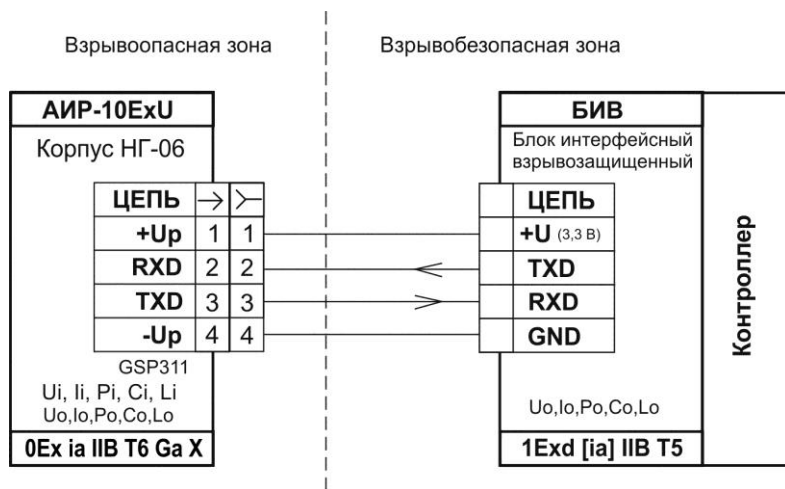 Взрывоопасная зона
Взрывобезопасная зона
АИР-10ExU
Корпус НГ-06
ЦЕПЬ
+Up 1 1
RXD 2 2
TXD 3 3
-Up 4 4
GSP311
Ui, Ii, Pi, Ci, Li
Uo,Io,Po,Co,Lo
0Ex ia IIB T6 Ga X
БИВ
Блок интерфейсный
взрывозащищенный
ЦЕПЬ
+U (3,3 В)
TXD
RXD
GND
Uo,Io,Po,Co,Lo
1Exd [ia] IIB T5
Контроллер